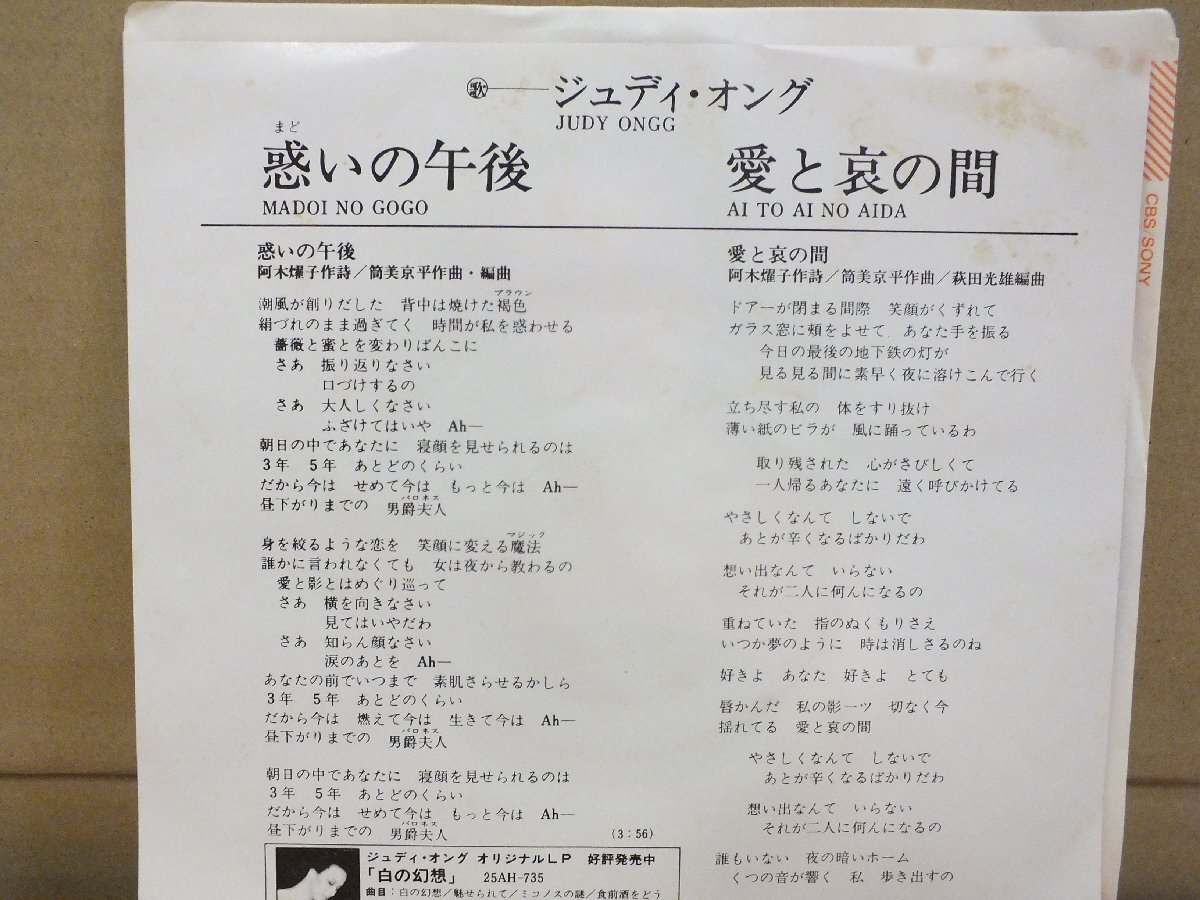 歌 ジュディ・オング
JUDY ONGG
まど
惑いの午後
MADOI NO GOGO
愛と哀の間
AI TO AI NO AIDA
CBS/SONY
惑いの午後
阿木燿子作詩/筒美京平作曲・編曲
ブラウン
潮風が創りだした 背中は焼けた褐色
絹づれのまま過ぎてく 時間が私を惑わせる
薔薇と蜜とを変わりばんこに
さあ 振り返りなさい
口づけするの
さあ 大人しくなさい
ふざけてはいや Ah—
朝日の中であなたに 寝顔を見せられるのは
3年 5年 あとどのくらい
だから今は せめて今は もっと今は Ah—
バロネス
昼下がりまでの 男爵夫人
マジック
身を絞るような恋を 笑顔に変える魔法
誰かに言われなくても 女は夜から教わるの
愛と影とはめぐり巡って
さあ 横を向きなさい
見てはいやだわ
さあ 知らん顔なさい
涙のあとを Ah—
あなたの前でいつまで 素肌さらせるかしら
3年 5年 あとどのくらい
だから今は 燃えて今は 生きて今は Ah—
バロネス
昼下がりまでの 男爵夫人
朝日の中であなたに 寝顔を見せられるのは
3年 5年 あとどのくらい
だから今は せめて今は もっと今は Ah—
バロネス
昼下がりまでの 男爵夫人
(3:56)
ジュディ・オング オリジナルLP 好評発売中
「白の幻想」 25AH-735
曲目:白の幻想/魅せられて/ミコノスの謎/食前酒をどう
愛と哀の間
阿木燿子作詩/筒美京平作曲/萩田光雄編曲
ドアーが閉まる間際 笑顔がくずれて
ガラス窓に頰をよせて あなた手を振る
今日の最後の地下鉄の灯が
見る見る間に素早く夜に溶けこんで行く
立ち尽す私の 体をすり抜け
薄い紙のビラが 風に踊っているわ
取り残された 心がさびしくて
一人帰るあなたに 遠く呼びかけてる
やさしくなんて しないで
あとが辛くなるばかりだわ
想い出なんて いらない
それが二人に何んになるの
重ねていた 指のぬくもりさえ
いつか夢のように 時は消しさるのね
好きよ あなた 好きよ とても
唇かんだ 私の影一ツ 切なく今
揺れてる 愛と哀の間
やさしくなんて しないで
あとが辛くなるばかりだわ
想い出なんて いらない
それが二人に何んになるの
誰もいない 夜の暗いホーム
くつの音が響く 私 歩き出すの